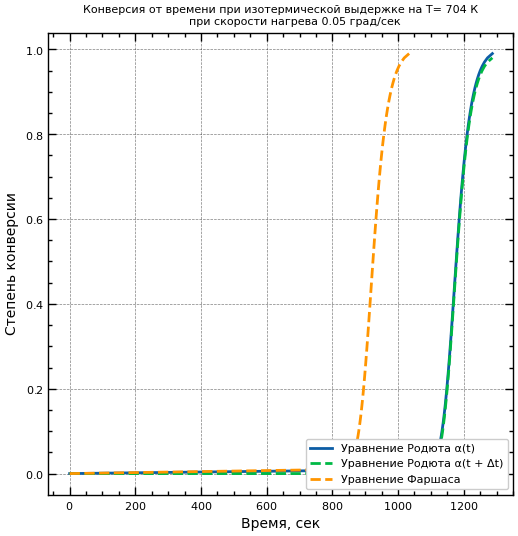 Конверсия от времени при изотермической выдержке на T= 704 К
при скорости нагрева 0.05 град/сек
Степень конверсии
1.0
0.8
0.6
0.4
0.2
0.0
Уравнение Родюта α(t)
Уравнение Родюта α(t + Δt)
Уравнение Фаршаса
0 200 400 600 800 1000 1200
Время, сек